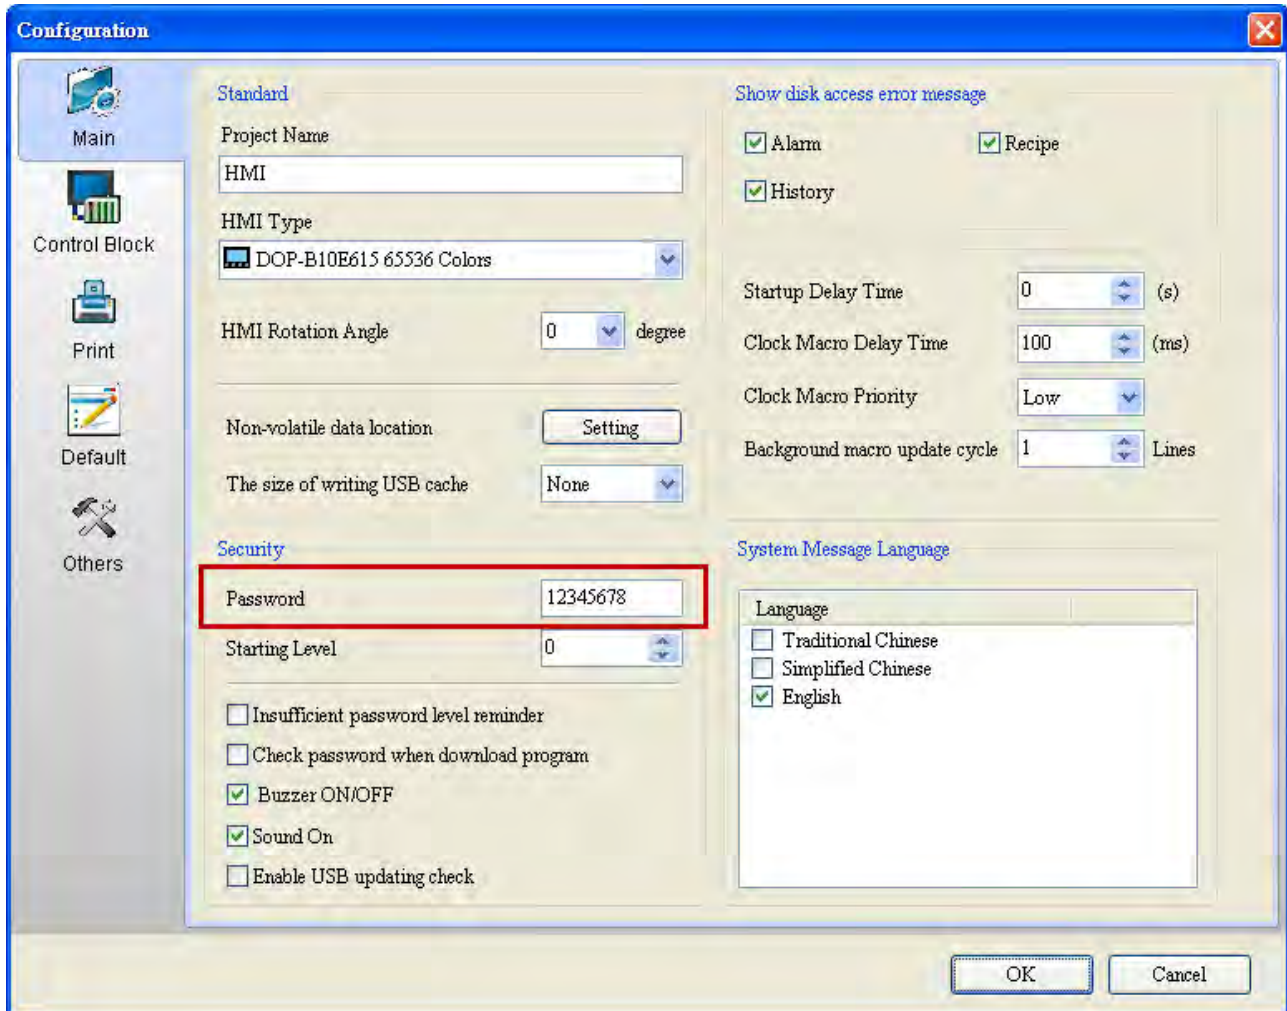 Configuration
Main
Control Block
Print
Default
Others
Standard
Project Name
HMI
HMI Type
DOP-B10E615 65536 Colors
HMI Rotation Angle 0 degree
Non-volatile data location Setting
The size of writing USB cache None
Security
Password 12345678
Starting Level 0
Insufficient password level reminder
Check password when download program
Buzzer ON/OFF
Sound On
Enable USB updating check
Show disk access error message
Alarm Recipe
History
Startup Delay Time 0 (s)
Clock Macro Delay Time 100 (ms)
Clock Macro Priority Low
Background macro update cycle 1 Lines
System Message Language
Language
Traditional Chinese
Simplified Chinese
English
OK Cancel